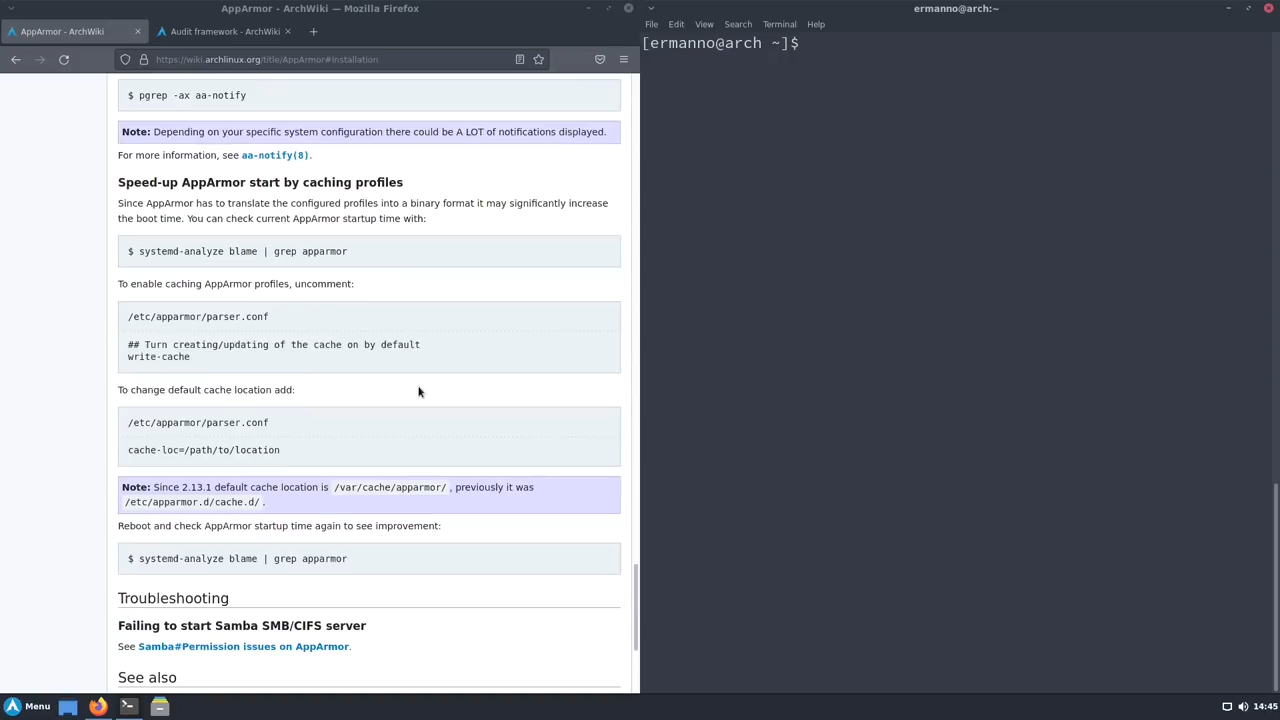 AppArmor - ArchWiki — Mozilla Firefox
AppArmor - ArchWiki
Audit framework - ArchWiki
https://wiki.archlinux.org/title/AppArmor#Installation
$ pgrep -ax aa-notify
Note: Depending on your specific system configuration there could be A LOT of notifications displayed.
For more information, see aa-notify(8).
Speed-up AppArmor start by caching profiles
Since AppArmor has to translate the configured profiles into a binary format it may significantly increase
the boot time. You can check current AppArmor startup time with:
$ systemd-analyze blame | grep apparmor
To enable caching AppArmor profiles, uncomment:
/etc/apparmor/parser.conf
## Turn creating/updating of the cache on by default
write-cache
To change default cache location add:
/etc/apparmor/parser.conf
cache-loc=/path/to/location
Note: Since 2.13.1 default cache location is /var/cache/apparmor/ , previously it was
/etc/apparmor.d/cache.d/ .
Reboot and check AppArmor startup time again to see improvement:
$ systemd-analyze blame | grep apparmor
Troubleshooting
Failing to start Samba SMB/CIFS server
See Samba#Permission issues on AppArmor.
See also
ermanno@arch:~
File Edit View Search Terminal Help
[ermanno@arch ~]$
Menu
14:45